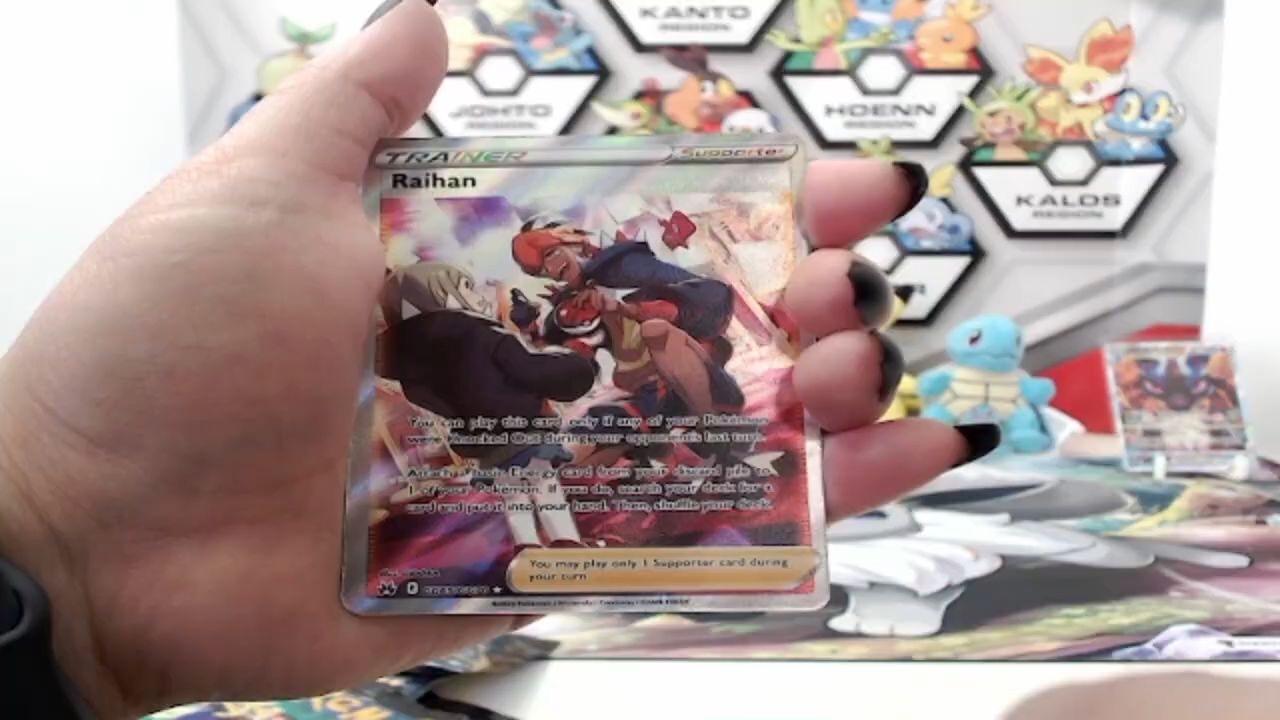 KANTO
REGION
JOHTO
REGION
HOENN
REGION
KALOS
REGION
TRAINER
Supporter
Raihan
You can play this card only if any of your Pokémon
were Knocked Out during your opponent's last turn.
Attach a basic Energy card from your discard pile to
1 of your Pokémon. If you do, search your deck for a
card and put it into your hand. Then, shuffle your deck.
You may play only 1 Supporter card during
your turn.